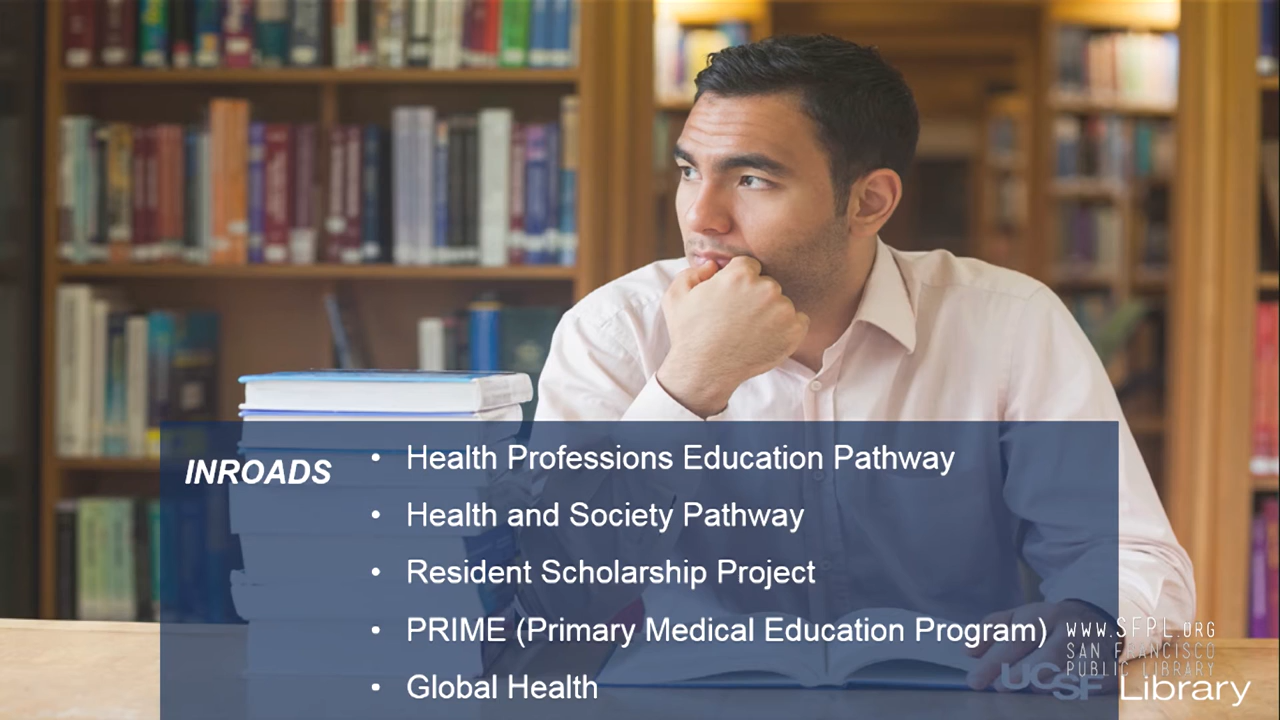 INROADS
• Health Professions Education Pathway
• Health and Society Pathway
• Resident Scholarship Project
• PRIME (Primary Medical Education Program)
• Global Health
WWW.SFPL.ORG
SAN FRANCISCO
PUBLIC LIBRARY
UCSF Library